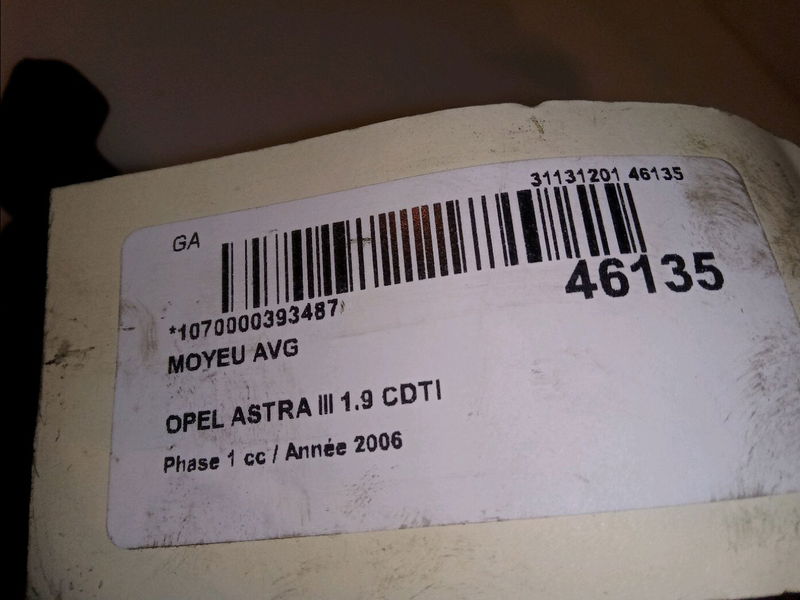 31131201 46135
GA
46135
*1070000393487
MOYEU AVG
OPEL ASTRA III 1.9 CDTI
Phase 1 cc / Année 2006